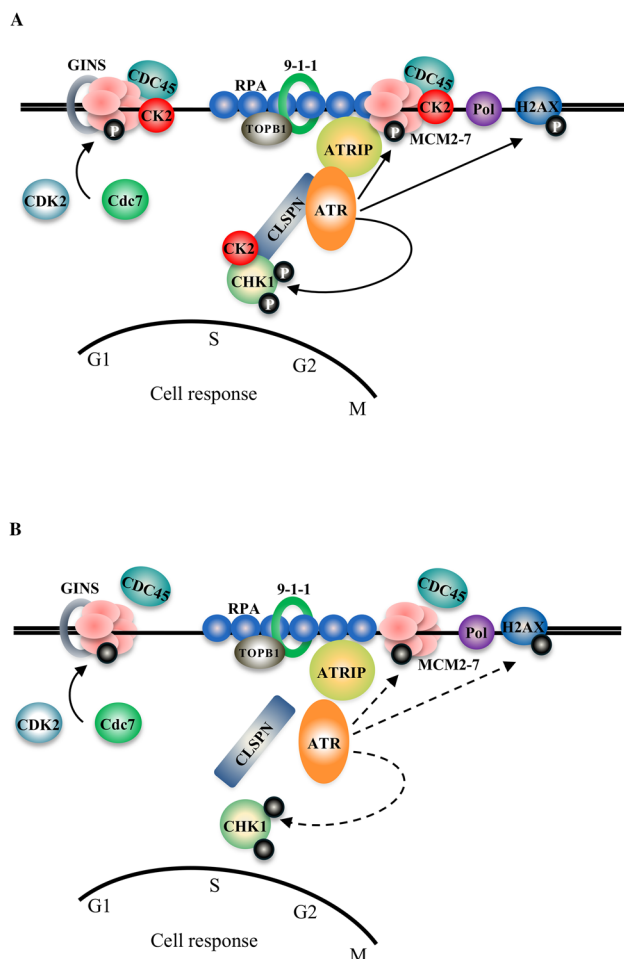 A
GINS
CDC45
CK2
P
RPA
9-1-1
TOPB1
CDC45
CK2
P
MCM2-7
Pol
H2AX
P
ATRIP
ATR
CLSPN
CK2
CHK1
P
P
CDK2
Cdc7
G1
S
G2
M
Cell response
B
GINS
CDC45
RPA
9-1-1
TOPB1
CDC45
MCM2-7
Pol
H2AX
ATRIP
ATR
CLSPN
CHK1
CDK2
Cdc7
G1
S
G2
M
Cell response